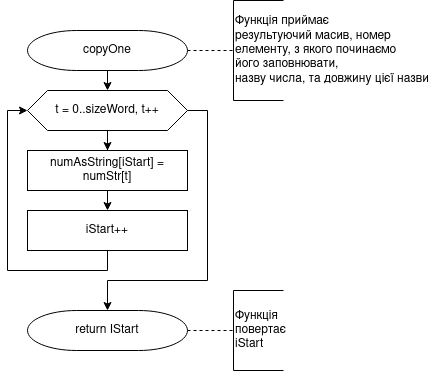 Функція приймає
результуючий масив, номер
елементу, з якого починаємо
його заповнювати,
назву числа, та довжину цієї назви
copyOne
t = 0..sizeWord, t++
numAsString[iStart] =
numStr[t]
iStart++
return IStart
Функція
повертає
iStart